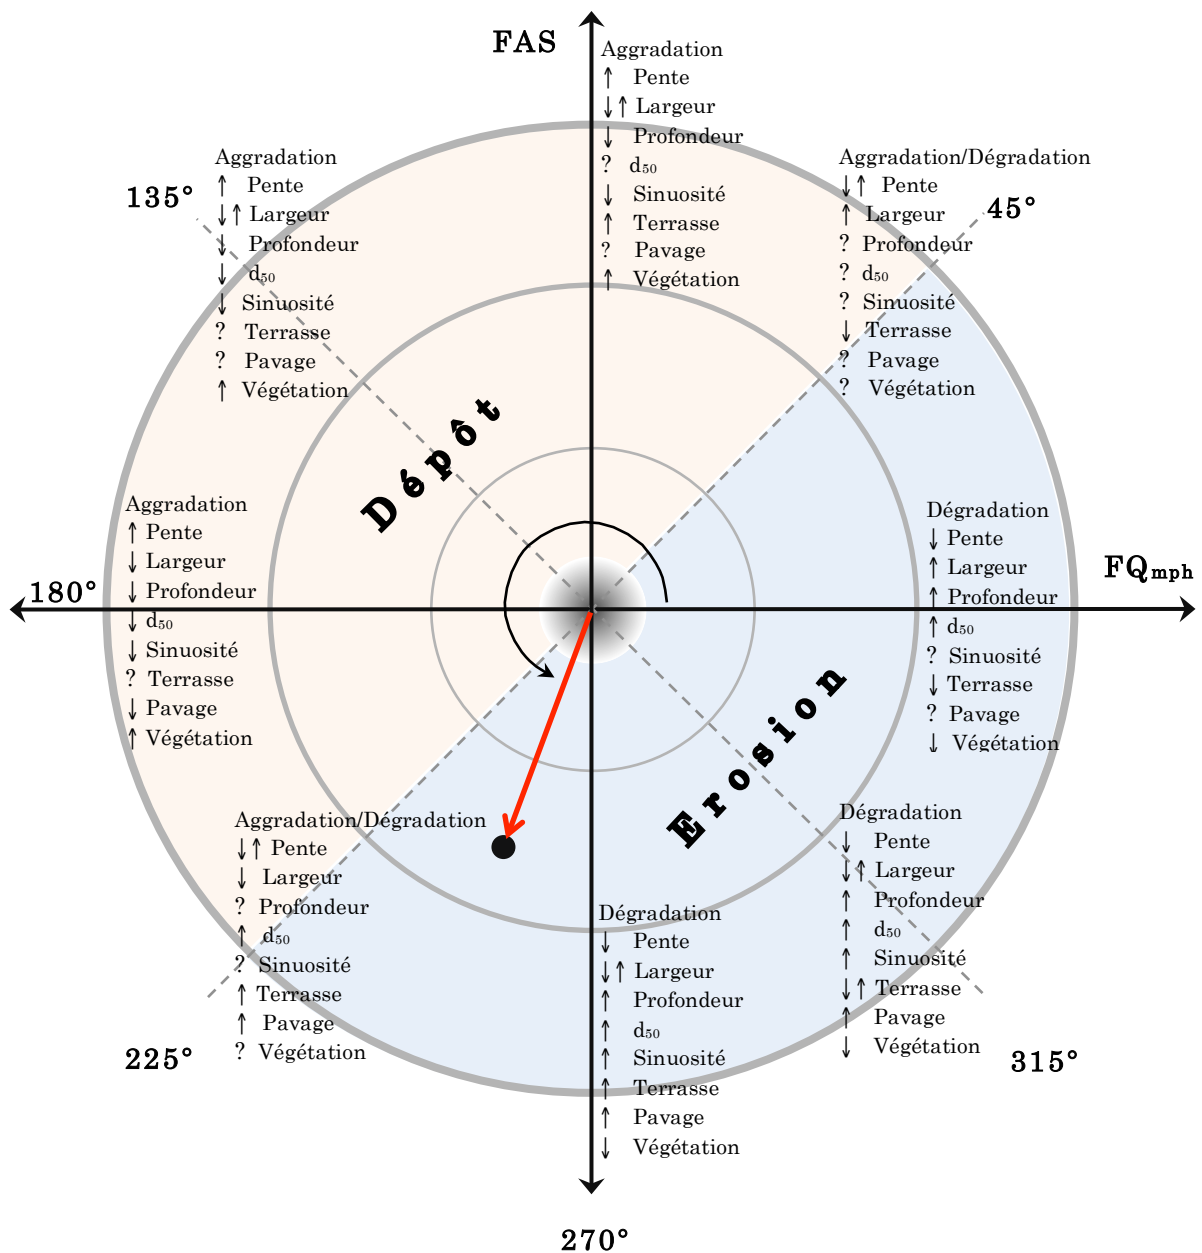 FAS
Aggradation
↑ Pente
↓↑ Largeur
↓ Profondeur
? d₅₀
↓ Sinuosité
↑ Terrasse
? Pavage
↑ Végétation
Aggradation/Dégradation
↓↑ Pente
↑ Largeur
? Profondeur
? d₅₀
? Sinuosité
↓ Terrasse
? Pavage
? Végétation
45°
135°
Aggradation
↑ Pente
↓↑ Largeur
↓ Profondeur
↓ d₅₀
↓ Sinuosité
? Terrasse
? Pavage
↑ Végétation
Dépôt
180°
Aggradation
↑ Pente
↓ Largeur
↓ Profondeur
↓ d₅₀
↓ Sinuosité
? Terrasse
↓ Pavage
↑ Végétation
FQmph
Dégradation
↓ Pente
↑ Largeur
↑ Profondeur
↑ d₅₀
? Sinuosité
↓ Terrasse
? Pavage
↓ Végétation
Erosion
Aggradation/Dégradation
↓↑ Pente
↓ Largeur
? Profondeur
↑ d₅₀
? Sinuosité
↑ Terrasse
↑ Pavage
? Végétation
225°
Dégradation
↓ Pente
↓↑ Largeur
↑ Profondeur
↑ d₅₀
↑ Sinuosité
↑ Terrasse
↑ Pavage
↓ Végétation
Dégradation
↓ Pente
↓↑ Largeur
↑ Profondeur
↑ d₅₀
↑ Sinuosité
↓↑ Terrasse
↑ Pavage
↓ Végétation
315°
270°